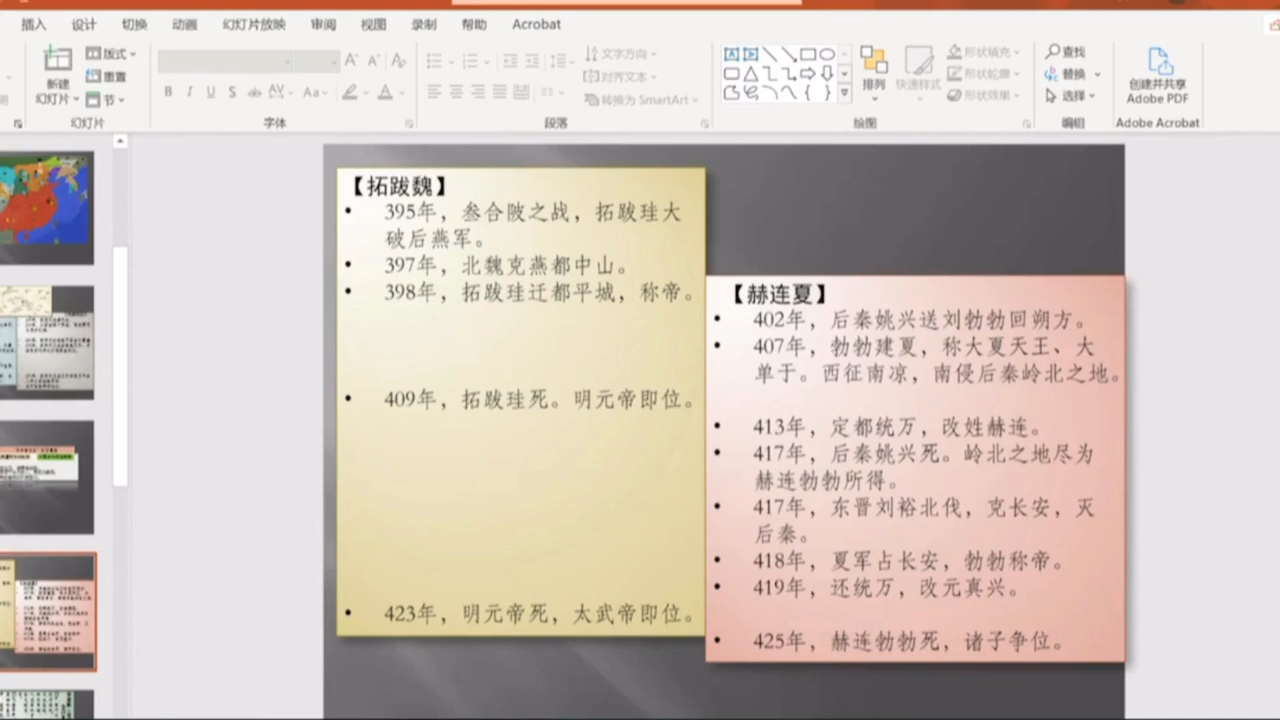 插入 设计 切换 动画 幻灯片放映 审阅 视图 录制 帮助 Acrobat
版式
重置
节
新建
幻灯片
B I U S ab AV Aa A
文字方向
对齐文本
转换为 SmartArt
排列
快速样式
形状填充
形状轮廓
形状效果
查找
替换
选择
创建并共享
Adobe PDF
幻灯片 字体 段落 绘图 编辑 Adobe Acrobat
【拓跋魏】
• 395年，叁合陂之战，拓跋珪大
破后燕军。
• 397年，北魏克燕都中山。
• 398年，拓跋珪迁都平城，称帝。
• 409年，拓跋珪死。明元帝即位。
• 423年，明元帝死，太武帝即位。
【赫连夏】
• 402年，后秦姚兴送刘勃勃回朔方。
• 407年，勃勃建夏，称大夏天王、大
单于。西征南凉，南侵后秦岭北之地。
• 413年，定都统万，改姓赫连。
• 417年，后秦姚兴死。岭北之地尽为
赫连勃勃所得。
• 417年，东晋刘裕北伐，克长安，灭
后秦。
• 418年，夏军占长安，勃勃称帝。
• 419年，还统万，改元真兴。
• 425年，赫连勃勃死，诸子争位。